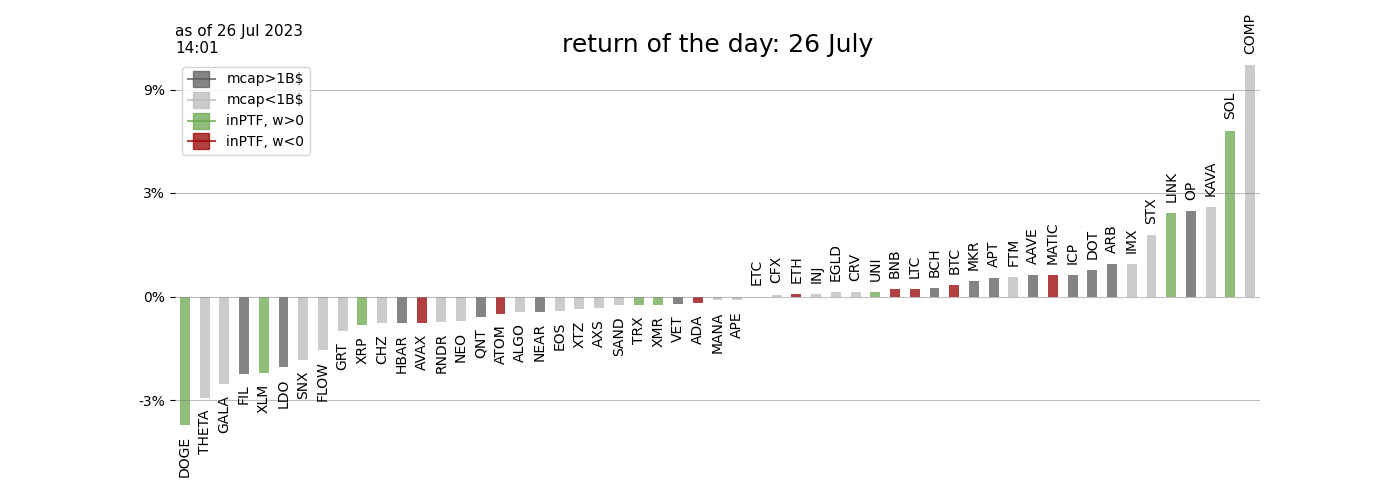 as of 26 Jul 2023
14:01
return of the day: 26 July
mcap>1B$
mcap<1B$
inPTF, w>0
inPTF, w<0
9%
3%
0%
-3%
DOGE
THETA
GALA
FIL
XLM
LDO
SNX
FLOW
GRT
XRP
CHZ
HBAR
AVAX
RNDR
NEO
QNT
ATOM
ALGO
NEAR
EOS
XTZ
AXS
SAND
TRX
XMR
VET
ADA
MANA
APE
ETC
CFX
ETH
INJ
EGLD
CRV
UNI
BNB
LTC
BCH
BTC
MKR
APT
FTM
AAVE
MATIC
ICP
DOT
ARB
IMX
STX
LINK
OP
KAVA
SOL
COMP